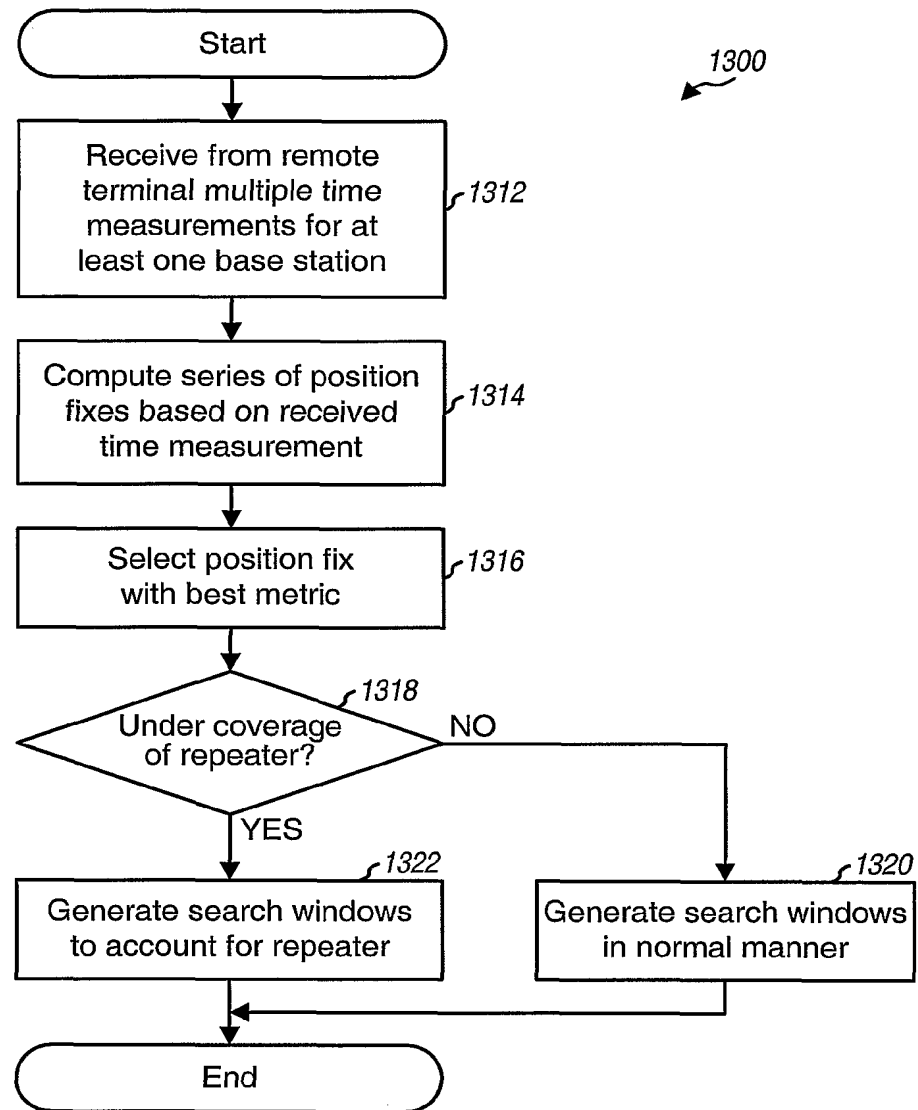 Start
1300
Receive from remote
terminal multiple time
measurements for at
least one base station
1312
Compute series of position
fixes based on received
time measurement
1314
Select position fix
with best metric
1316
1318
Under coverage
of repeater?
NO
YES
1322
Generate search windows
to account for repeater
1320
Generate search windows
in normal manner
End